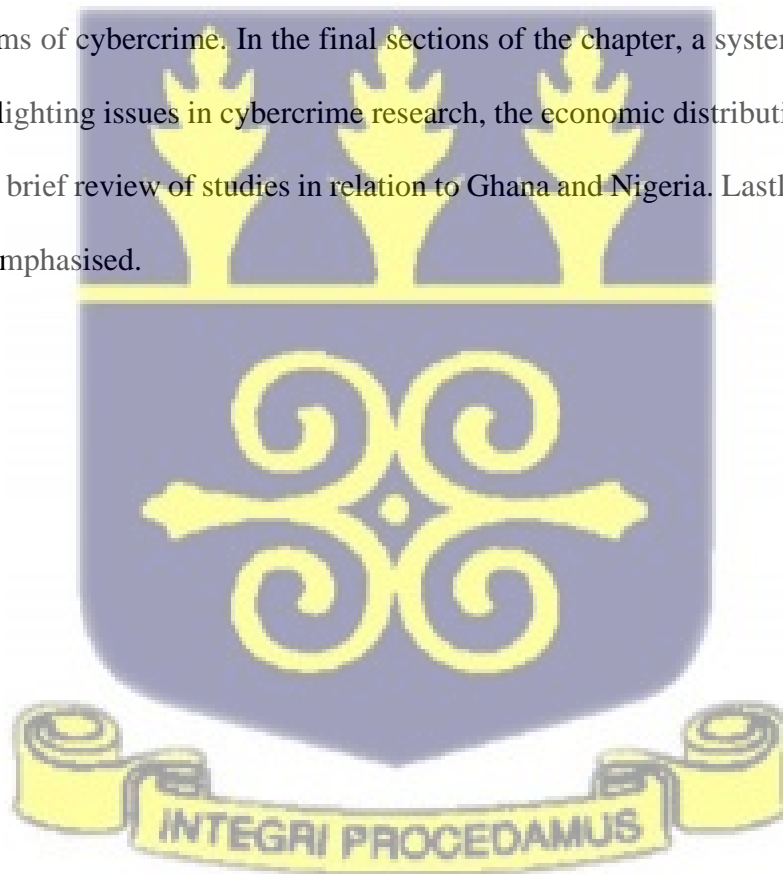 ms of cybercrime. In the final sections of the chapter, a system
lighting issues in cybercrime research, the economic distributi
brief review of studies in relation to Ghana and Nigeria. Lastl
mphasised.
INTEGRI PROCEDAMUS